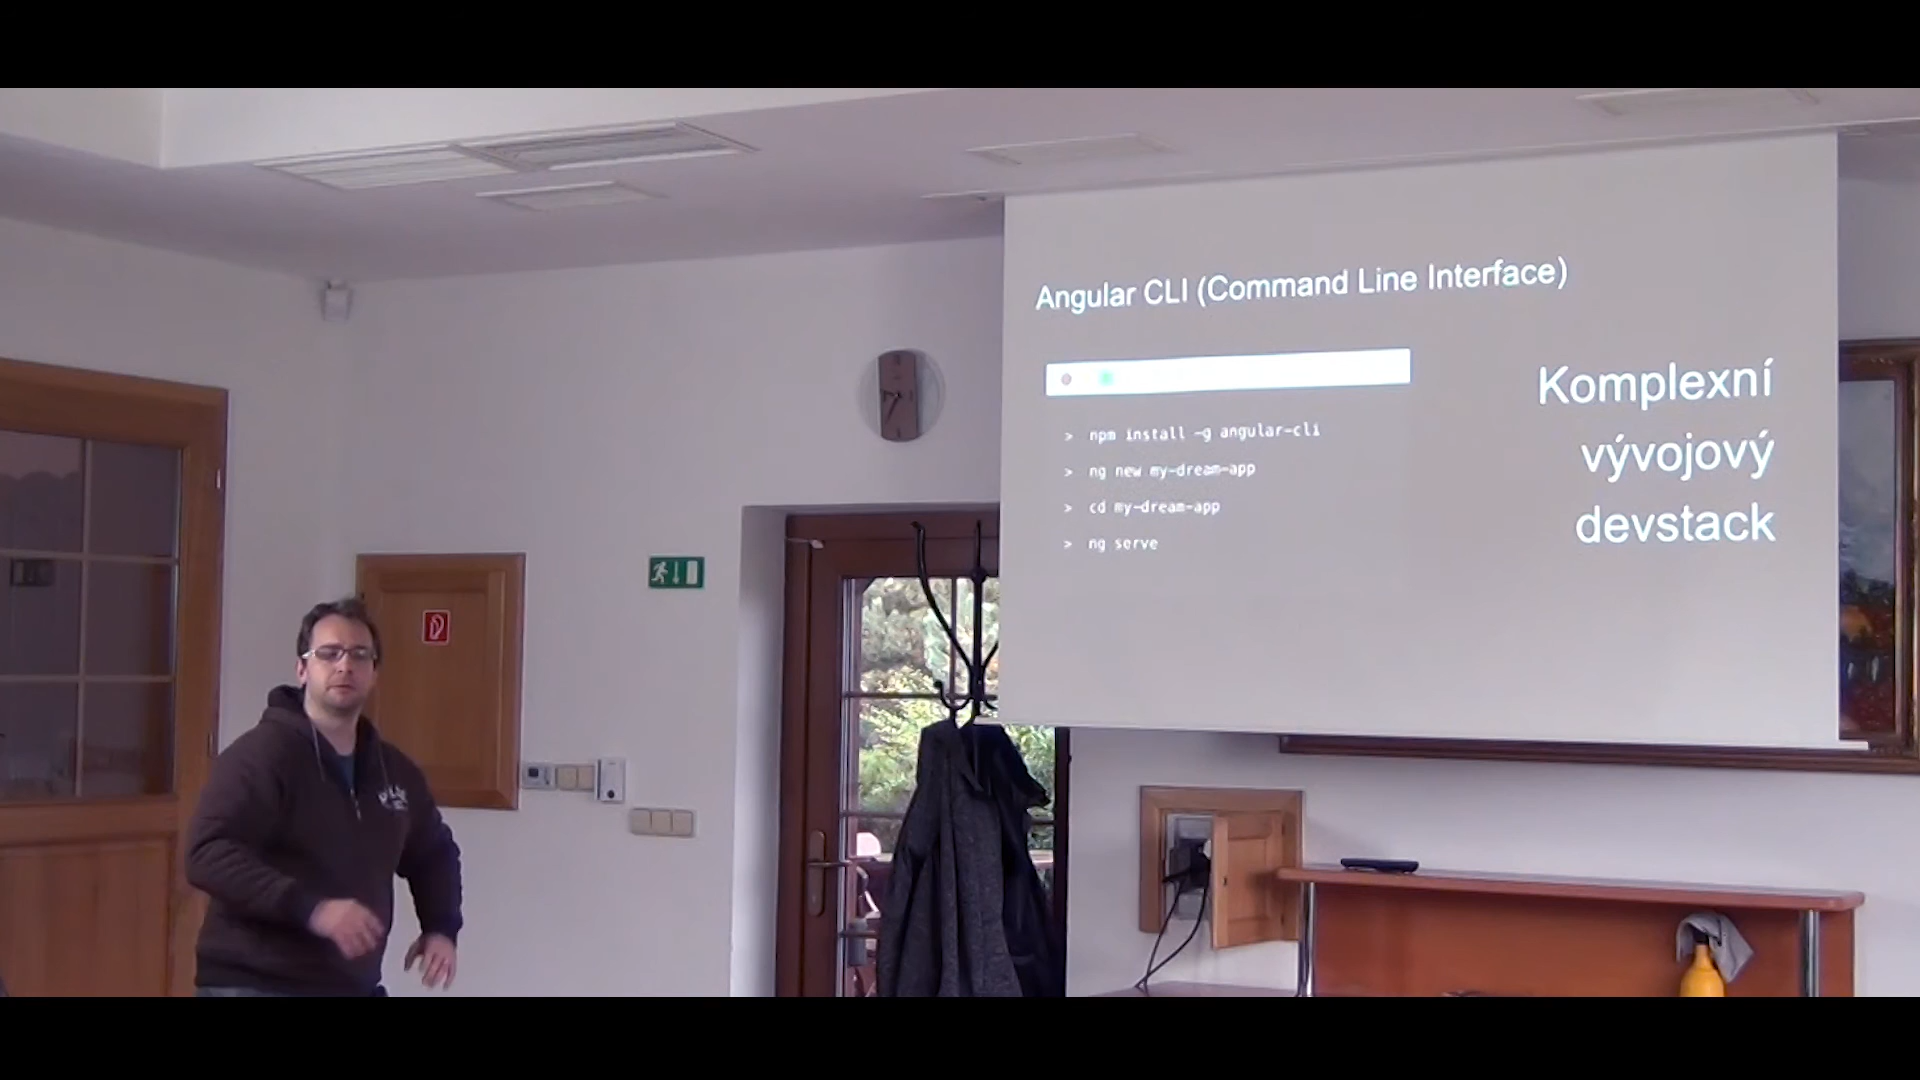 Angular CLI (Command Line Interface)
> npm install -g angular-cli
> ng new my-dream-app
> cd my-dream-app
> ng serve
Komplexní
vývojový
devstack